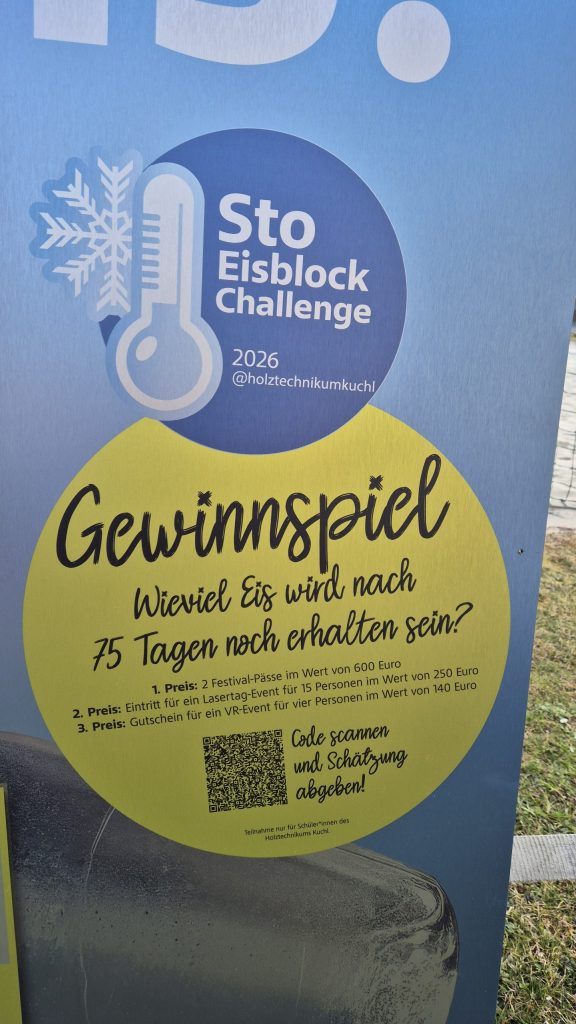 Sto
Eisblock
Challenge
2026
@holztechnikumkuchl
Gewinnspiel
Wieviel Eis wird nach
75 Tagen noch erhalten sein?
1. Preis: 2 Festival-Pässe im Wert von 600 Euro
2. Preis: Eintritt für ein Lasertag-Event für 15 Personen im Wert von 250 Euro
3. Preis: Gutschein für ein VR-Event für vier Personen im Wert von 140 Euro
Code scannen
und Schätzung
abgeben!
Teilnahme nur für Schüler*innen des
Holztechnikums Kuchl